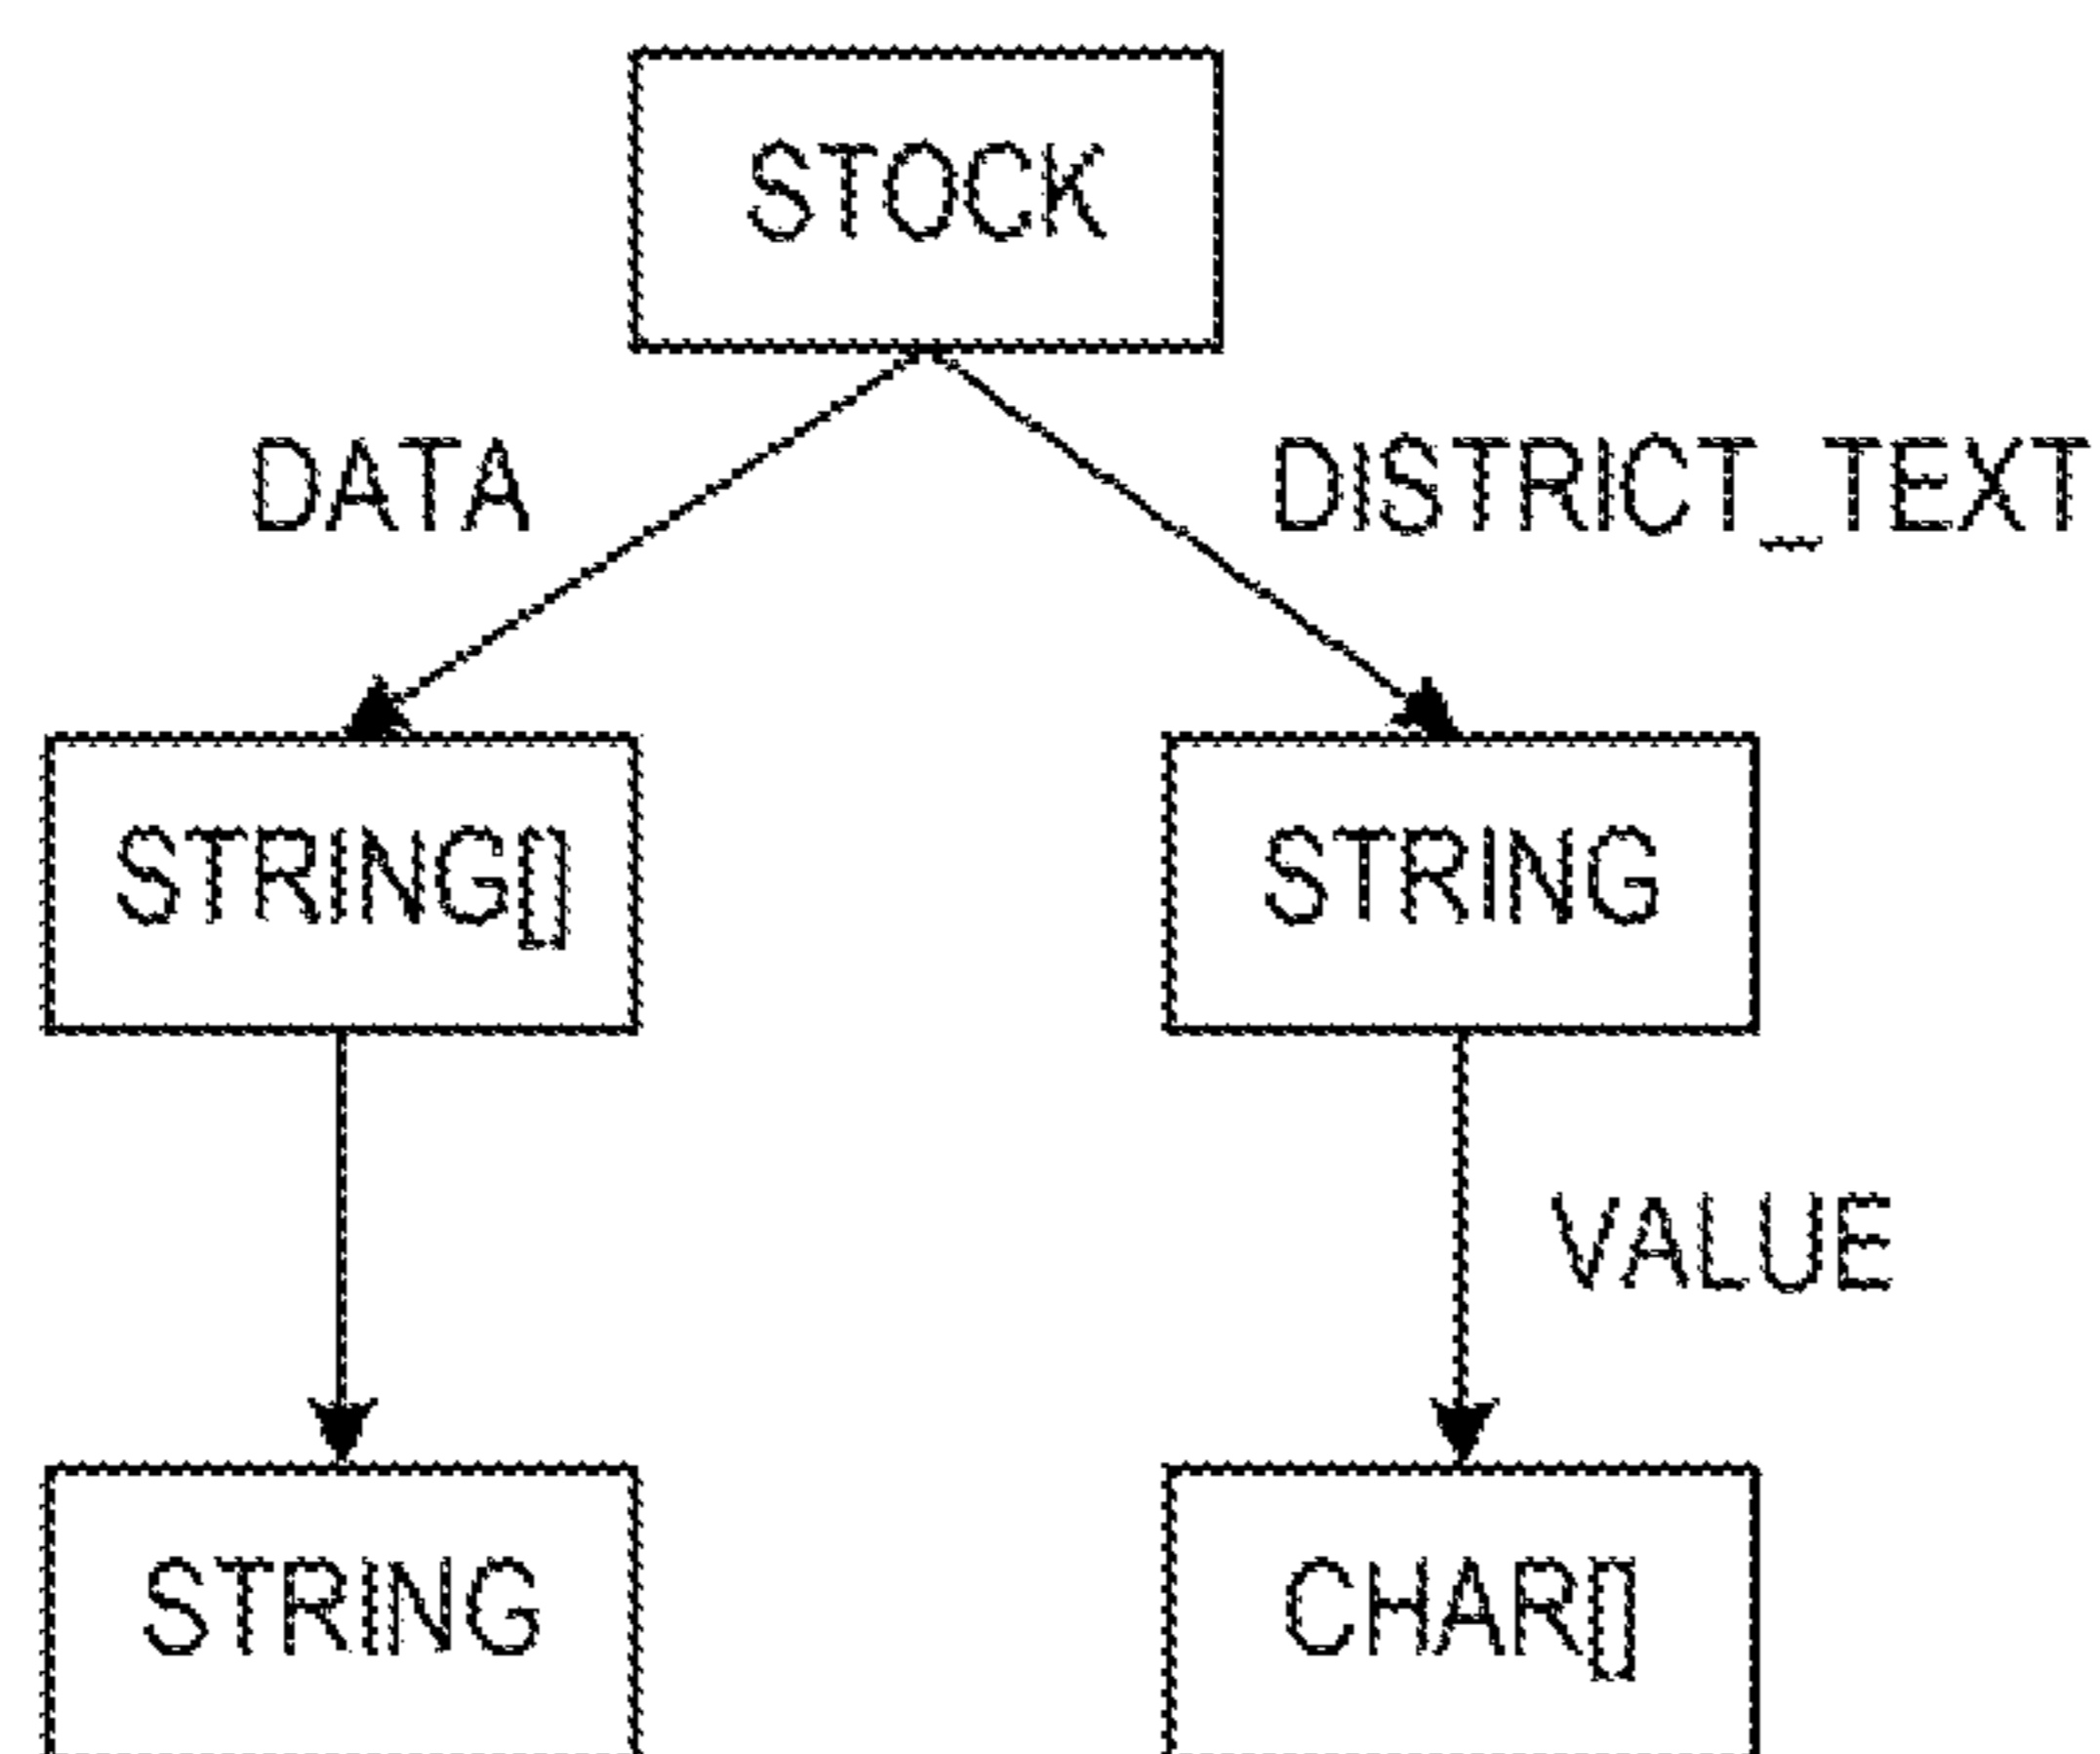 STOCK
DATA
DISTRICT_TEXT
STRING[]
STRING
VALUE
STRING
CHAR[]